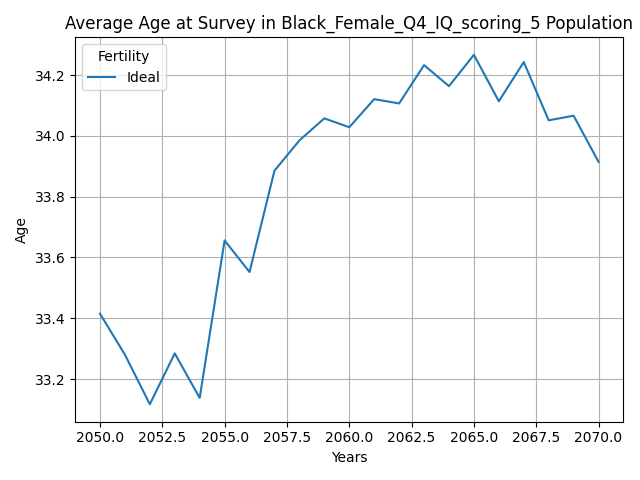 Average Age at Survey in Black_Female_Q4_IQ_scoring_5 Population
Fertility
Ideal
34.2
34.0
33.8
33.6
33.4
33.2
Age
2050.0 2052.5 2055.0 2057.5 2060.0 2062.5 2065.0 2067.5 2070.0
Years